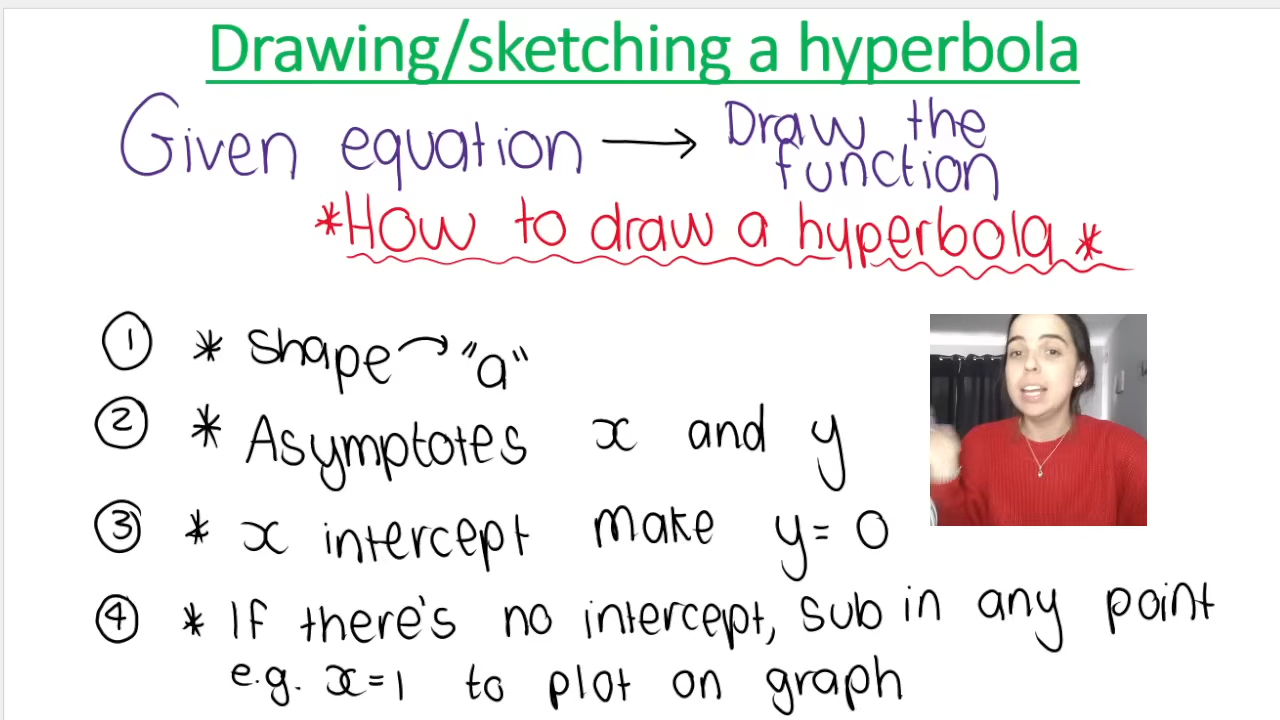 Drawing/sketching a hyperbola
Given equation → Draw the function
*How to draw a hyperbola*
① * Shape → "a"
② * Asymptotes x and y
③ * x intercept make y = 0
④ * If there's no intercept, sub in any point
e.g. x=1 to plot on graph